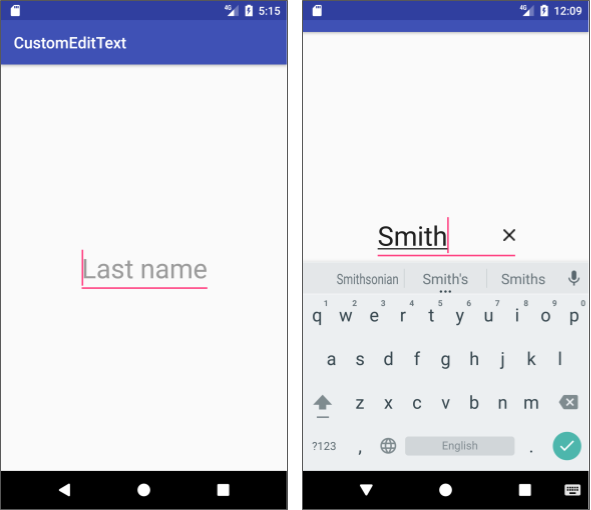 4G 5:15
CustomEditText
Last name
4G 12:09
Smith
Smithsonian Smith's Smiths
1 2 3 4 5 6 7 8 9 0
q w e r t y u i o p
a s d f g h j k l
z x c v b n m
?123 , English .